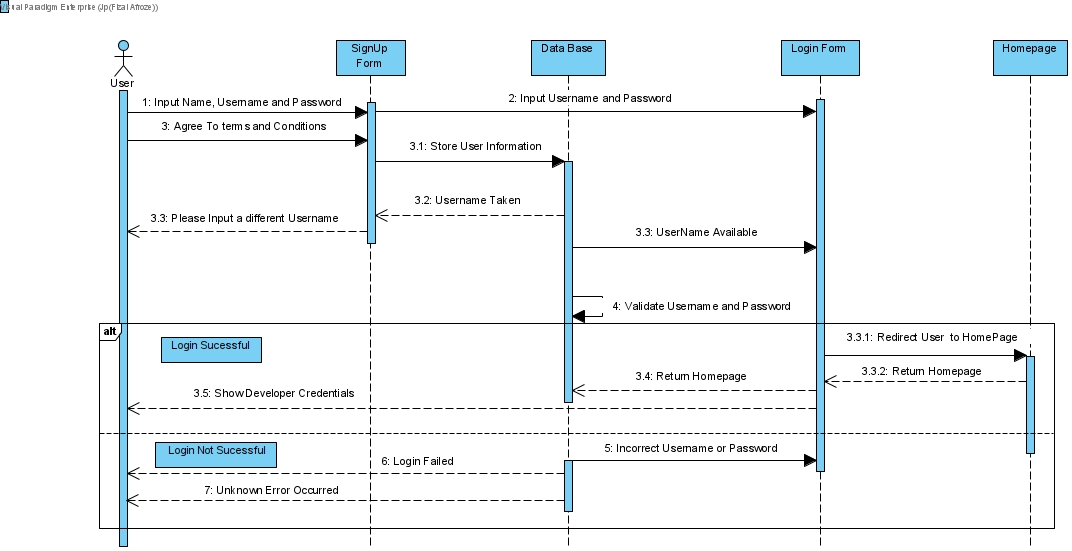 Visual Paradigm Enterprise (Jp(Fizal Afroze))
SignUp
Form
Data Base
Login Form
Homepage
User
1: Input Name, Username and Password
2: Input Username and Password
3: Agree To terms and Conditions
3.1: Store User Information
3.2: Username Taken
3.3: Please Input a different Username
3.3: UserName Available
4: Validate Username and Password
alt
Login Sucessful
3.3.1: Redirect User to HomePage
3.3.2: Return Homepage
3.4: Return Homepage
3.5: Show Developer Credentials
Login Not Sucessful
5: Incorrect Username or Password
6: Login Failed
7: Unknown Error Occurred